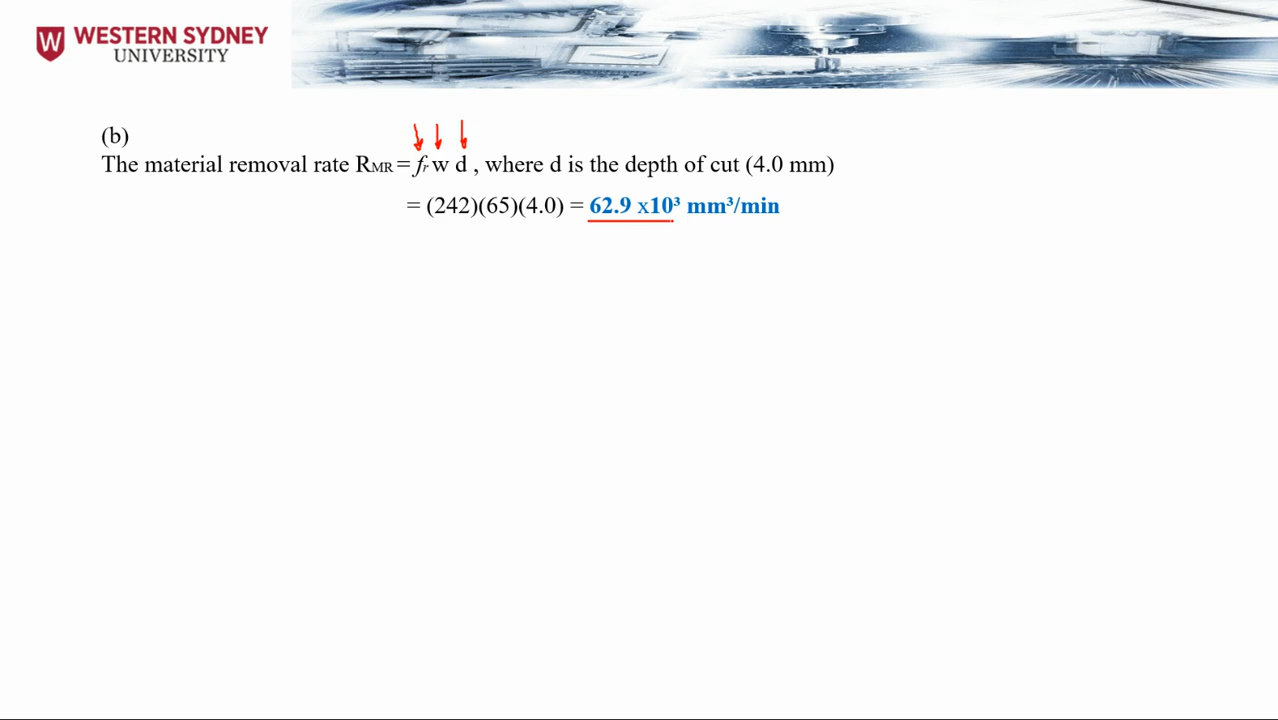 WESTERN SYDNEY
UNIVERSITY
(b)
The material removal rate RMR = fr w d , where d is the depth of cut (4.0 mm)
= (242)(65)(4.0) = 62.9 x10³ mm³/min